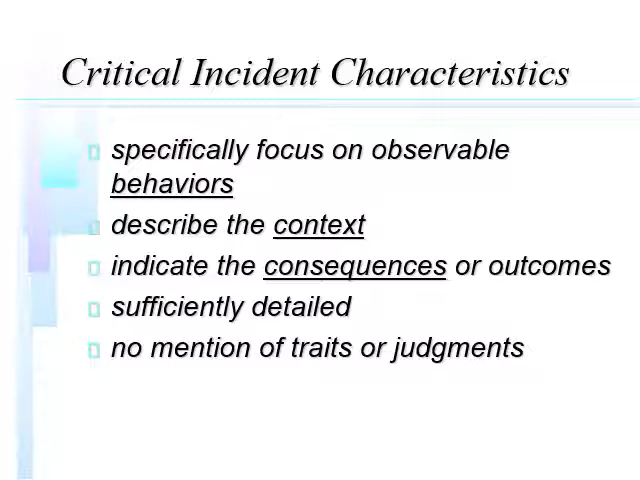 Critical Incident Characteristics
specifically focus on observable
behaviors
describe the context
indicate the consequences or outcomes
sufficiently detailed
no mention of traits or judgments